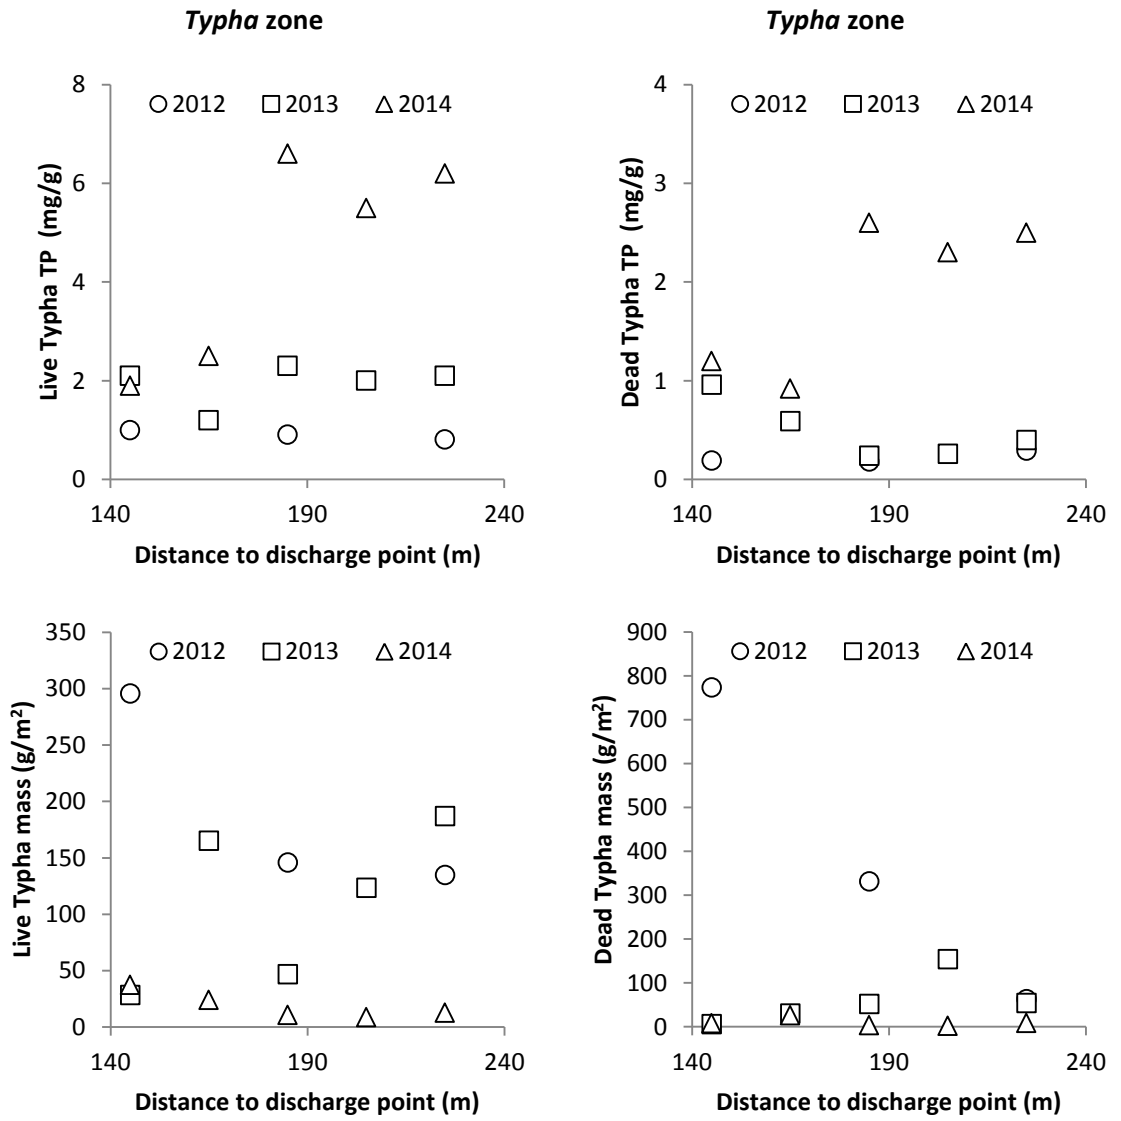 Typha zone
8
6
4
2
0
2012 2013 2014
Live Typha TP (mg/g)
140 190 240
Distance to discharge point (m)
Typha zone
4
3
2
1
0
2012 2013 2014
Dead Typha TP (mg/g)
140 190 240
Distance to discharge point (m)
350
300
250
200
150
100
50
0
2012 2013 2014
Live Typha mass (g/m²)
140 190 240
Distance to discharge point (m)
900
800
700
600
500
400
300
200
100
0
2012 2013 2014
Dead Typha mass (g/m²)
140 190 240
Distance to discharge point (m)